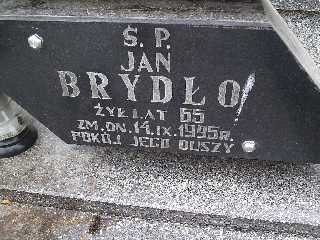 Ś. P.
JAN
BRYDŁO
ŻYŁ LAT 65
ZM. DN. 14.IX.1995R.
POKÓJ JEGO DUSZY